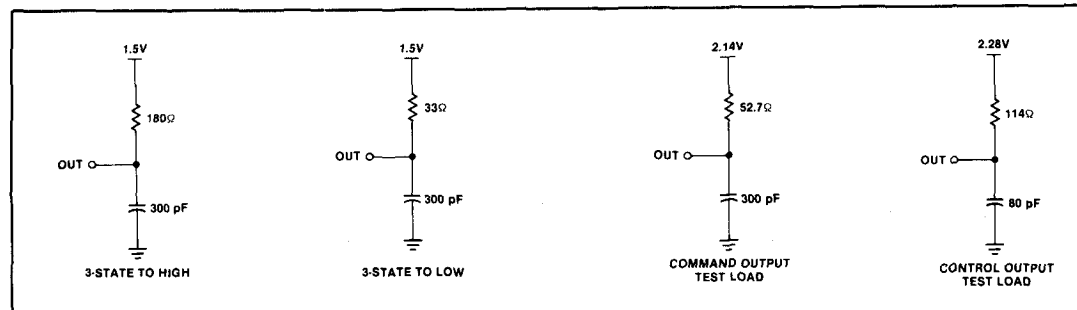 1.5V
180Ω
OUT
300 pF
3-STATE TO HIGH
1.5V
33Ω
OUT
300 pF
3-STATE TO LOW
2.14V
52.7Ω
OUT
300 pF
COMMAND OUTPUT
TEST LOAD
2.28V
114Ω
OUT
80 pF
CONTROL OUTPUT
TEST LOAD